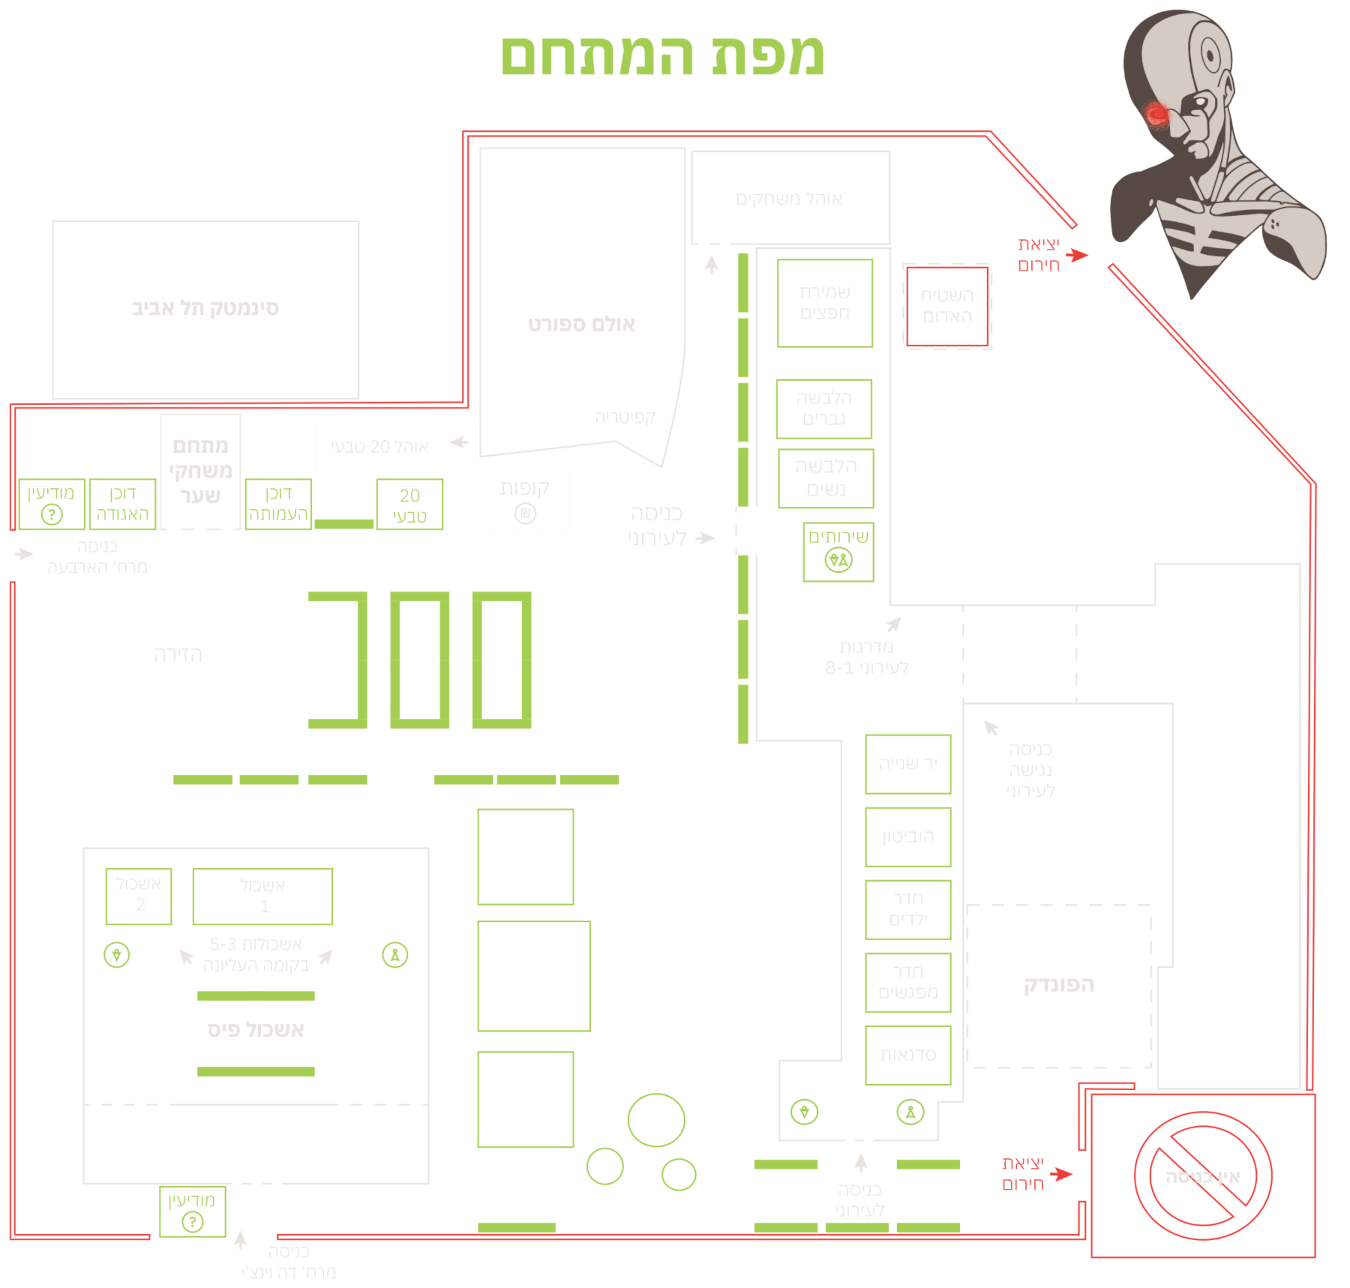 מפת המתחם
אוהל משחקים
יציאת
חירום
שמירת
חפצים
השטיח
האדום
סינמטק תל אביב
אולם ספורט
קפיטריה
הלבשה
גברים
מתחם
משחקי
שער
אוהל 20 טבעי
הלבשה
נשים
מודיעין
?
דוכן
האגודה
דוכן
העמותה
20
טבעי
קופות
₪
כניסה
לעירוני
שירותים
כניסה
מרח' הארבעה
הזירה
מדרגות
לעירוני 8-1
כניסה
נגישה
לעירוני
יד שנייה
הוביטון
חדר
ילדים
חדר
מפגשים
סדנאות
הפונדק
אשכול
2
אשכול
1
אשכולות 5-3
בקומה העליונה
אשכול פיס
יציאת
חירום
אין כניסה
כניסה
לעירוני
מודיעין
?
כניסה
מרח' דה וינצ'י